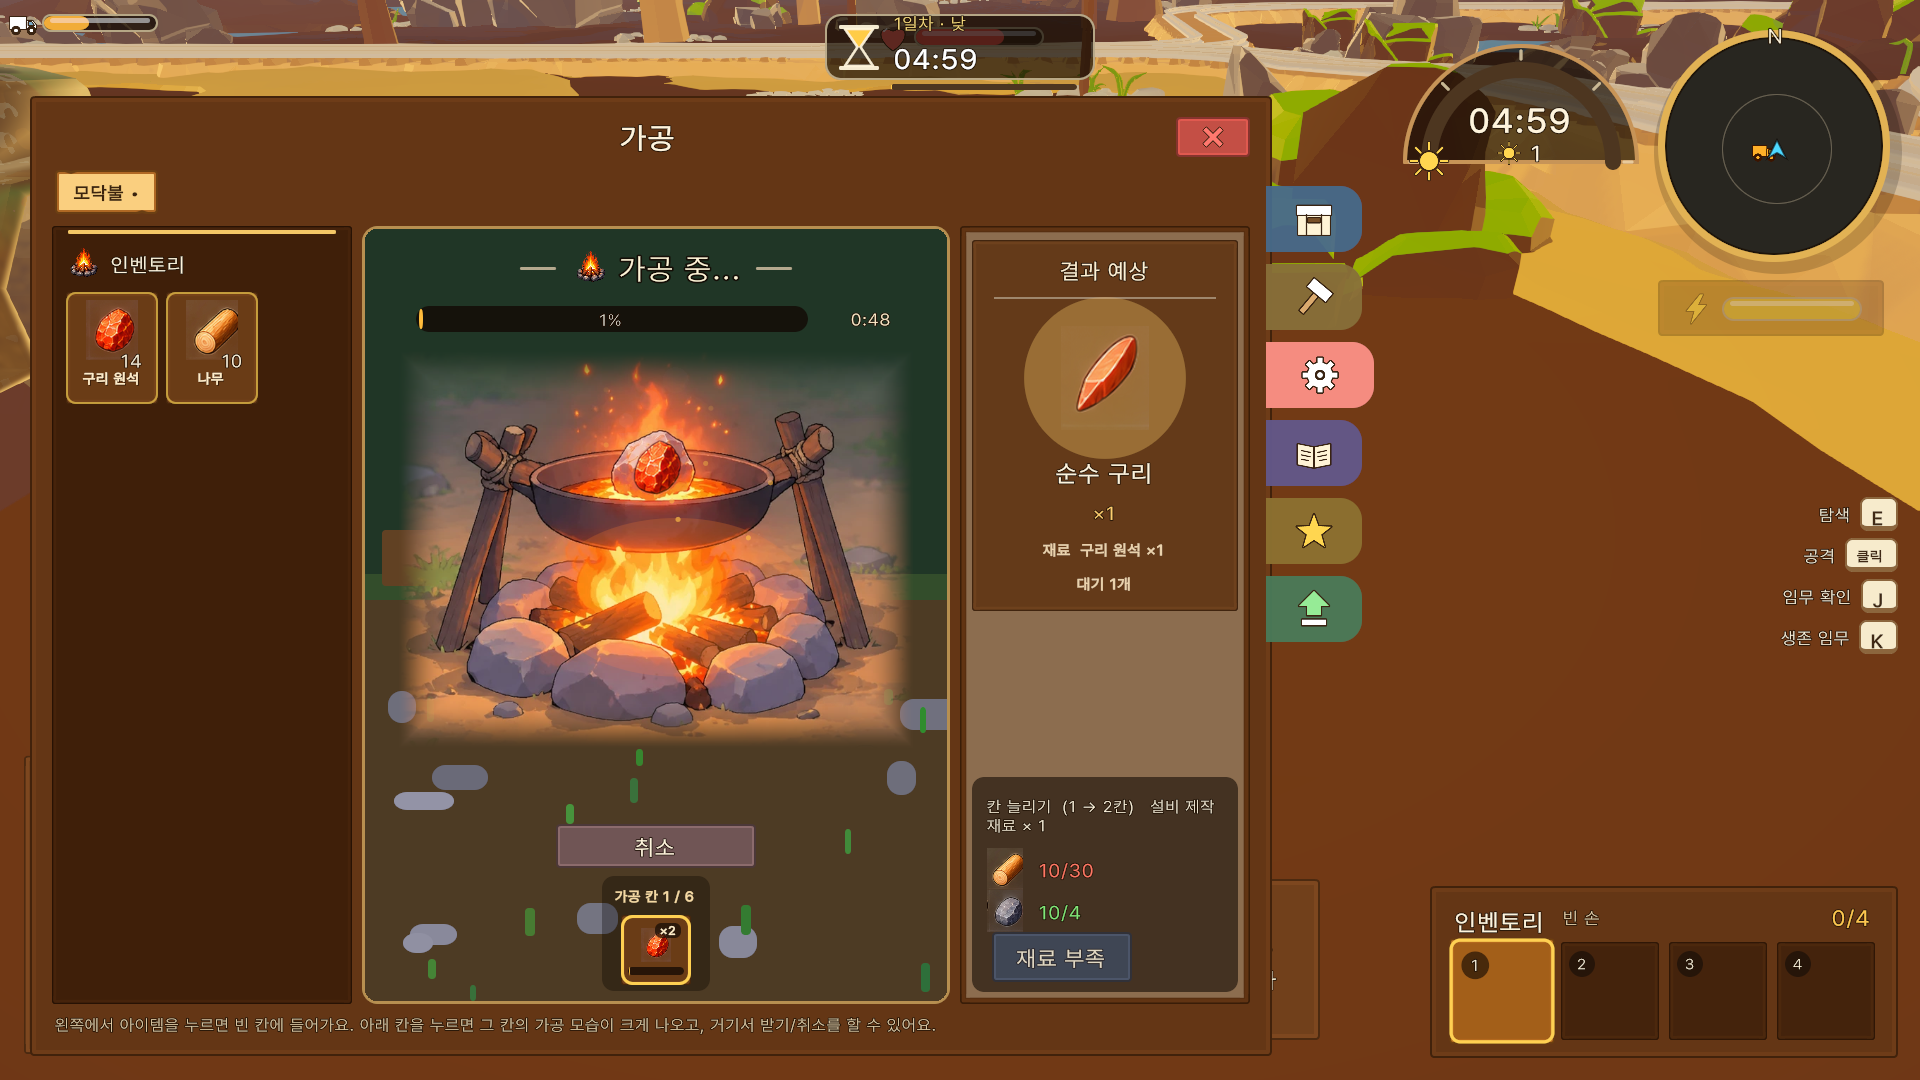 1일차 · 낮
04:59
N
04:59
1
가공
모닥불 •
인벤토리
14
구리 원석
10
나무
가공 중...
1%
0:48
취소
가공 칸 1 / 6
×2
결과 예상
순수 구리
×1
재료 구리 원석 ×1
대기 1개
칸 늘리기 (1 → 2칸) 설비 제작
재료 × 1
10/30
10/4
재료 부족
왼쪽에서 아이템을 누르면 빈 칸에 들어가요. 아래 칸을 누르면 그 칸의 가공 모습이 크게 나오고, 거기서 받기/취소를 할 수 있어요.
탐색 E
공격 클릭
임무 확인 J
생존 임무 K
인벤토리 빈 손 0/4
1
2
3
4